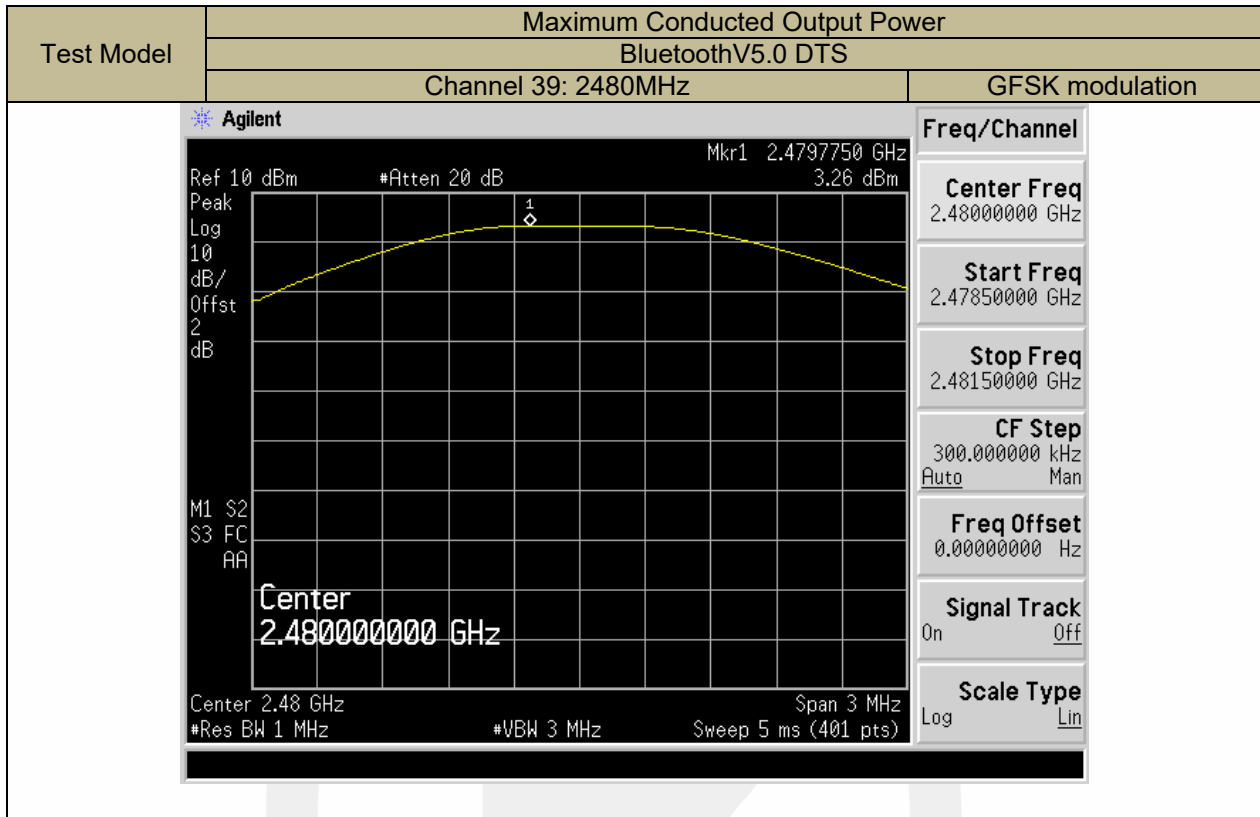 Test Model
Maximum Conducted Output Power
BluetoothV5.0 DTS
Channel 39: 2480MHz
GFSK modulation
Agilent
Mkr1 2.4797750 GHz
Ref 10 dBm #Atten 20 dB 3.26 dBm
Peak
Log
10
dB/
Offst
2
dB
1
M1 S2
S3 FC
AA
Center
2.480000000 GHz
Center 2.48 GHz Span 3 MHz
#Res BW 1 MHz #VBW 3 MHz Sweep 5 ms (401 pts)
Freq/Channel
Center Freq
2.48000000 GHz
Start Freq
2.47850000 GHz
Stop Freq
2.48150000 GHz
CF Step
300.000000 kHz
Auto Man
Freq Offset
0.00000000 Hz
Signal Track
On Off
Scale Type
Log Lin